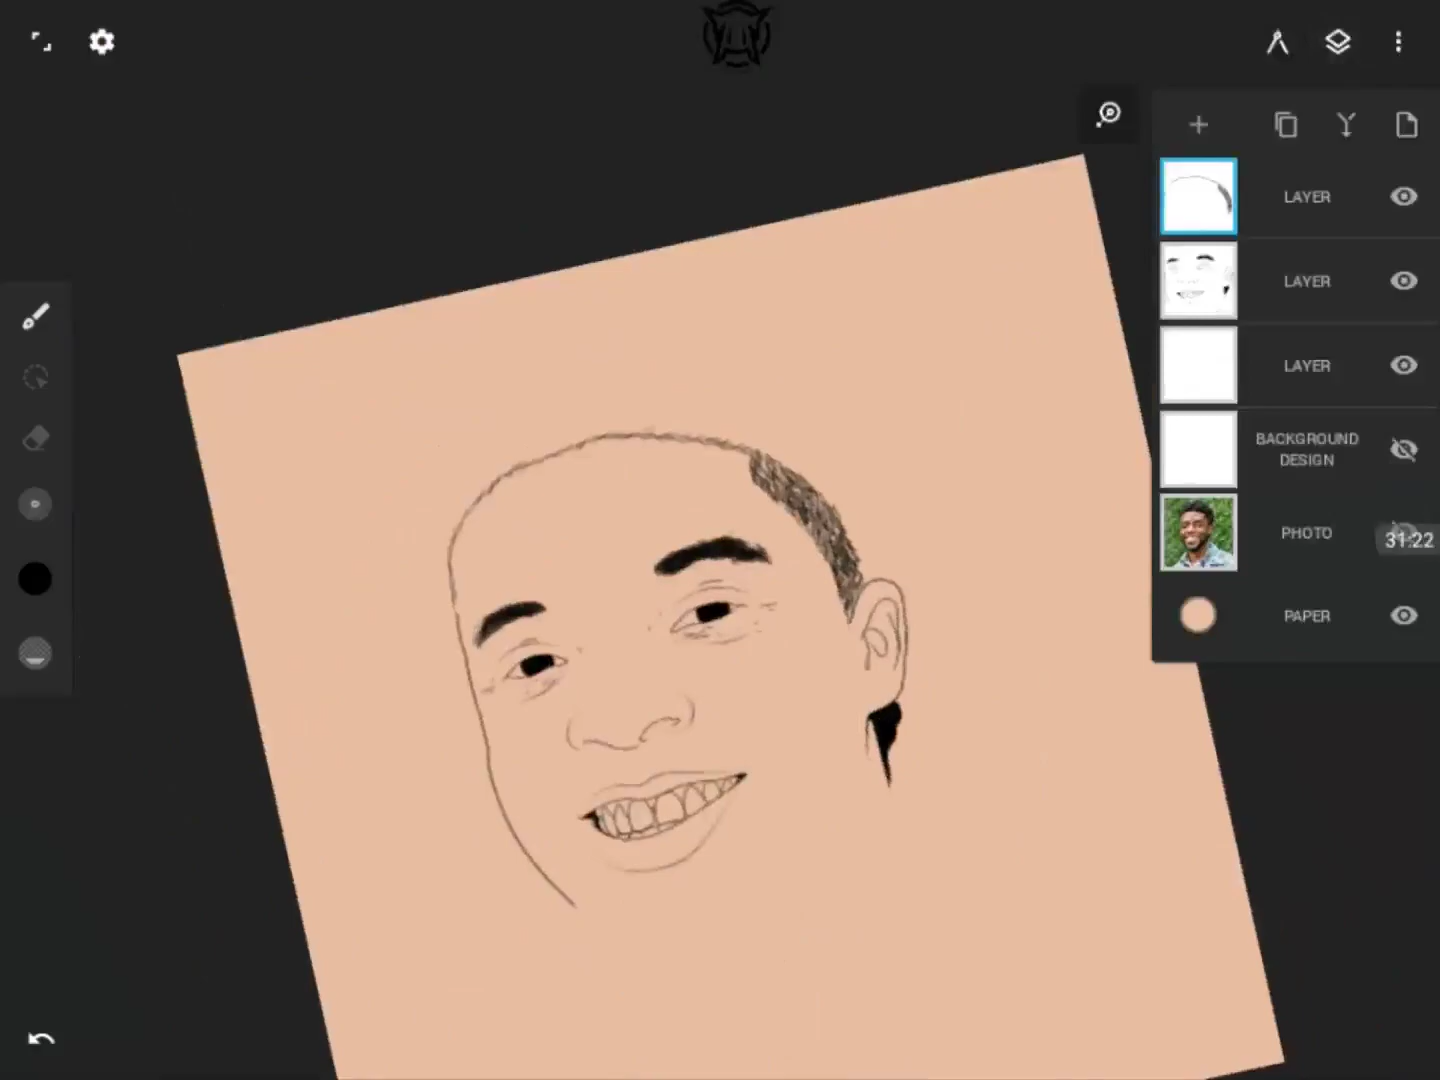 LAYER
LAYER
LAYER
BACKGROUND
DESIGN
PHOTO
31:22
PAPER